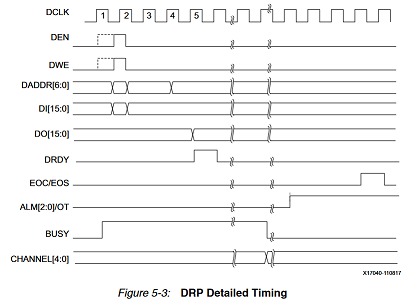 DCLK
1 2 3 4 5
DEN
DWE
DADDR[6:0]
DI[15:0]
DO[15:0]
DRDY
EOC/EOS
ALM[2:0]/OT
BUSY
CHANNEL[4:0]
X17040-110817
Figure 5-3: DRP Detailed Timing